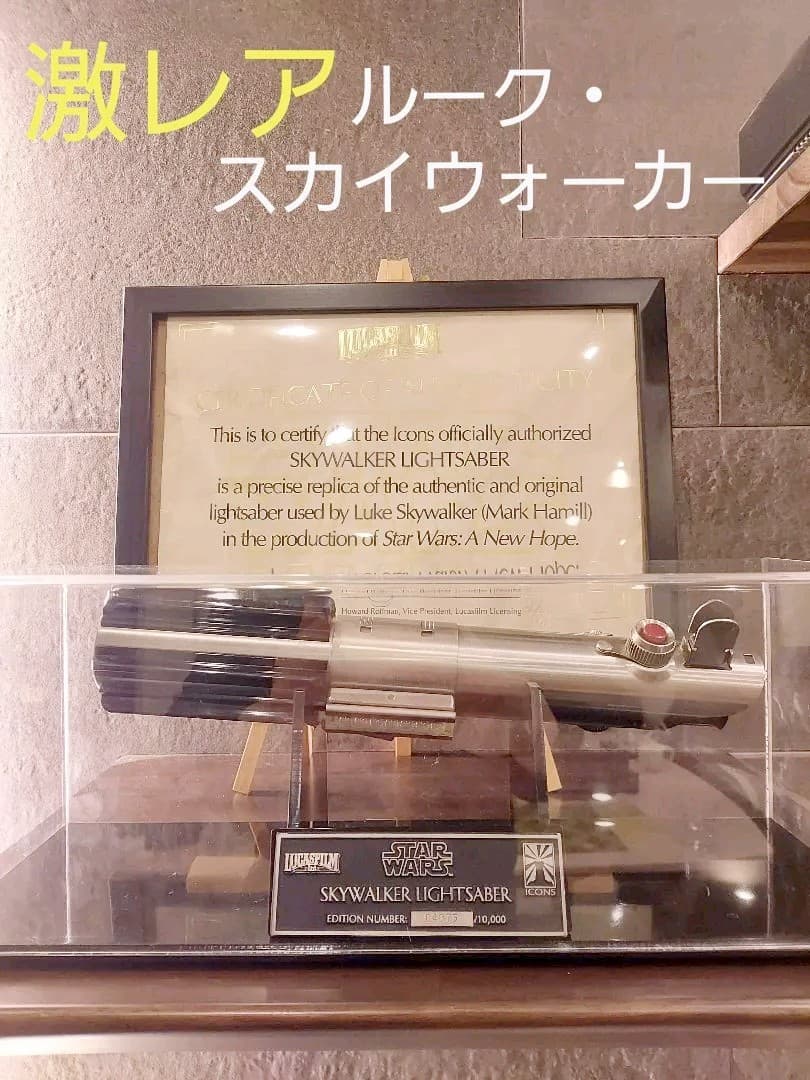 激レア ルーク・
スカイウォーカー
LUCASFILM
CERTIFICATE OF AUTHENTICITY
This is to certify that the Icons officially authorized
SKYWALKER LIGHTSABER
is a precise replica of the authentic and original
lightsaber used by Luke Skywalker (Mark Hamill)
in the production of Star Wars: A New Hope.
Howard Roffman, Vice President, Lucasfilm Licensing
LUCASFILM
STAR
WARS
SKYWALKER LIGHTSABER
ICONS
EDITION NUMBER: /10,000